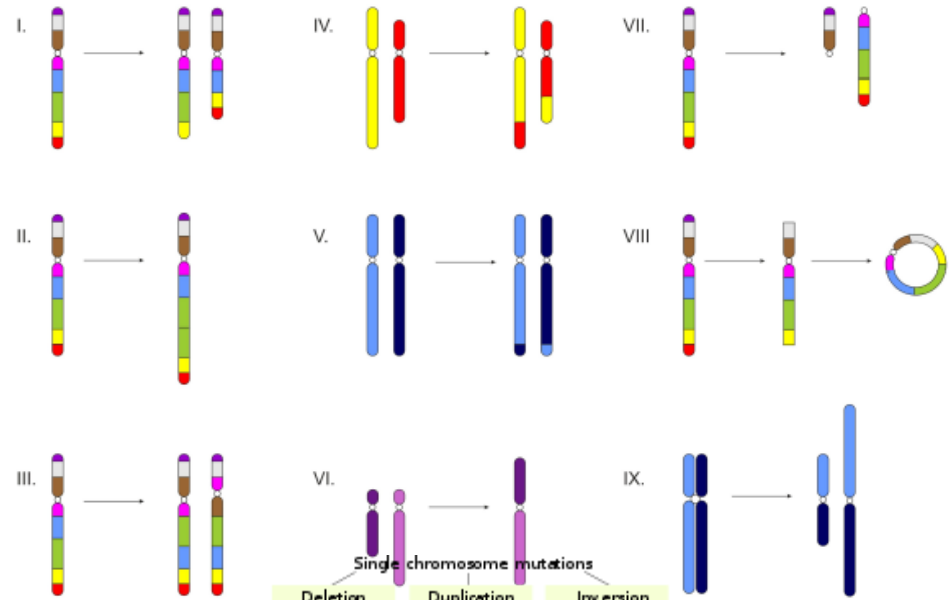 I.
IV.
VII.
II.
V.
VIII
III.
VI.
IX.
Single chromosome mutations
Deletion
Duplication
Inversion